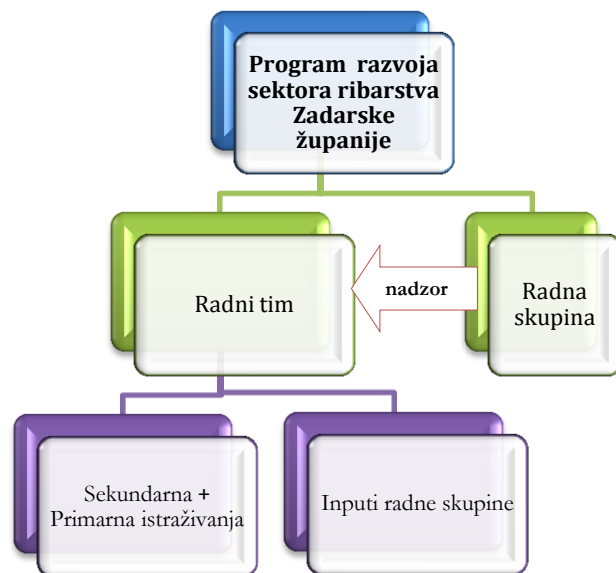 Program razvoja
sektora ribarstva
Zadarske
županije
Radni tim
nadzor
Radna
skupina
Sekundarna +
Primarna istraživanja
Inputi radne skupine